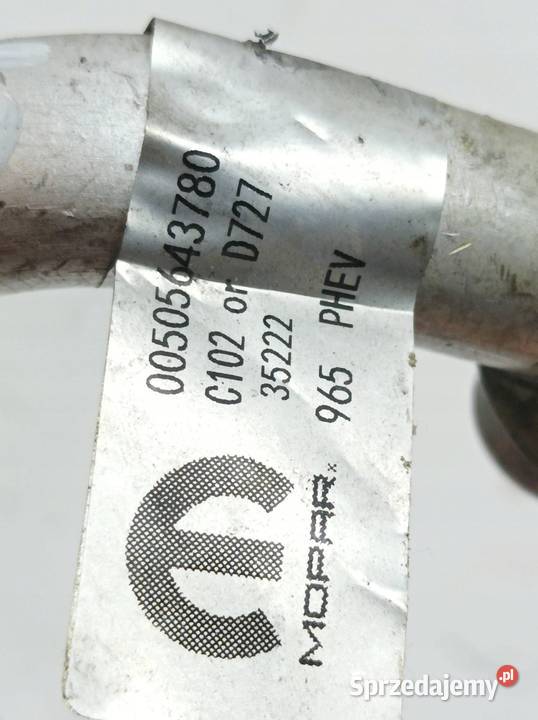 00505643780
C102 or D727
35222
965 PHEV
MOPAR
Sprzedajemy.pl